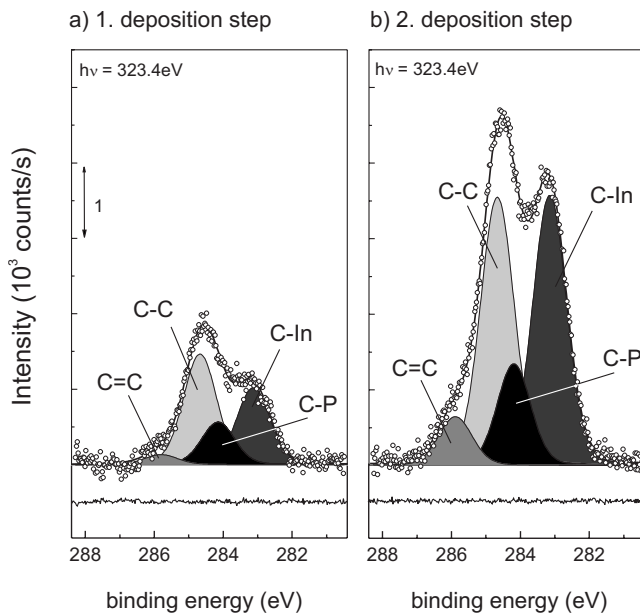 a) 1. deposition step
b) 2. deposition step
hν = 323.4eV
hν = 323.4eV
Intensity (10³ counts/s)
1
C-C
C-In
C=C
C-P
C-C
C-In
C=C
C-P
288 286 284 282
288 286 284 282
binding energy (eV)
binding energy (eV)